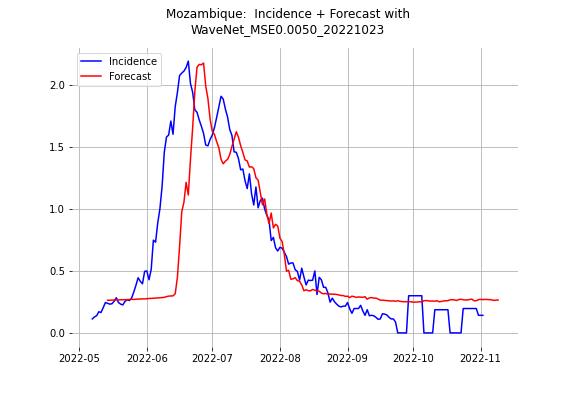 Mozambique:  Incidence + Forecast with
WaveNet_MSE0.0050_20221023
Incidence
Forecast
2.0
1.5
1.0
0.5
0.0
2022-05 2022-06 2022-07 2022-08 2022-09 2022-10 2022-11